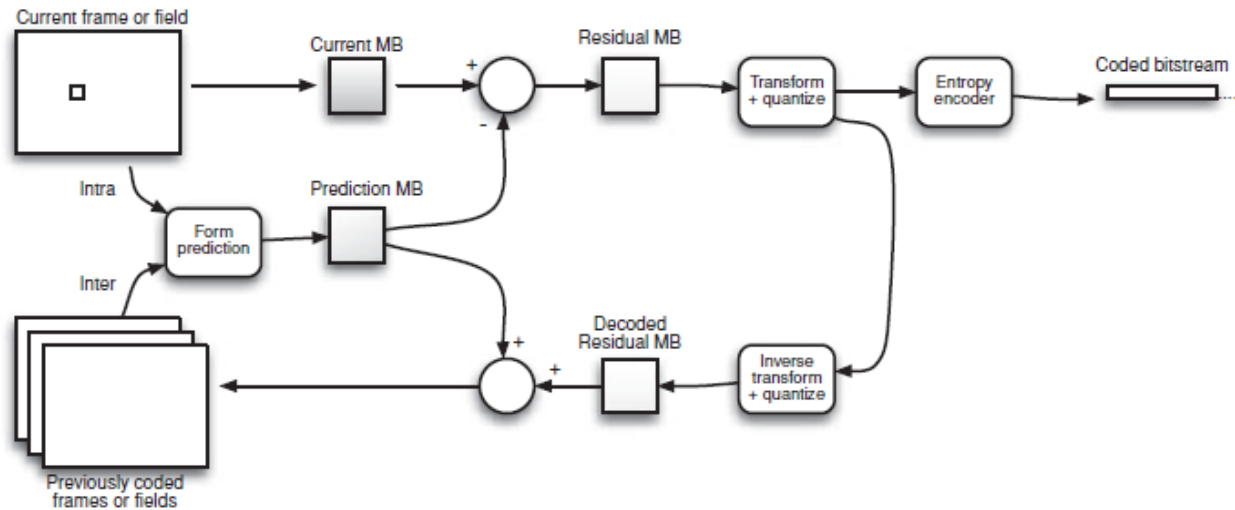 Current frame or field
Current MB
Residual MB
+
-
Transform
+ quantize
Entropy
encoder
Coded bitstream
Intra
Form
prediction
Prediction MB
Inter
Previously coded
frames or fields
+
+
Decoded
Residual MB
Inverse
transform
+ quantize